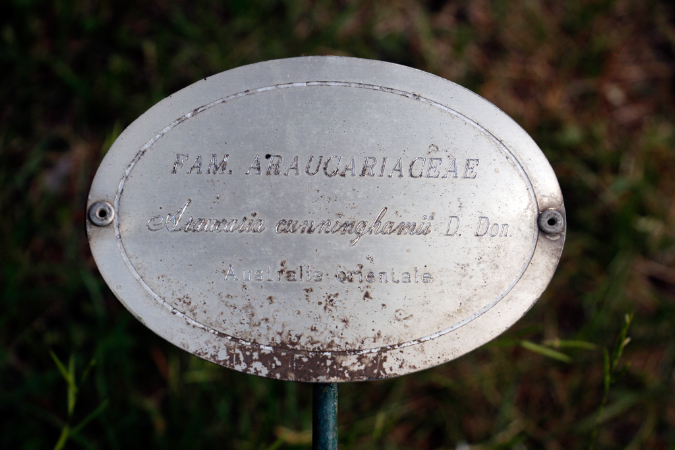 FAM. ARAUCARIACEAE
Araucaria cunninghamii D. Don.
Australia orientale